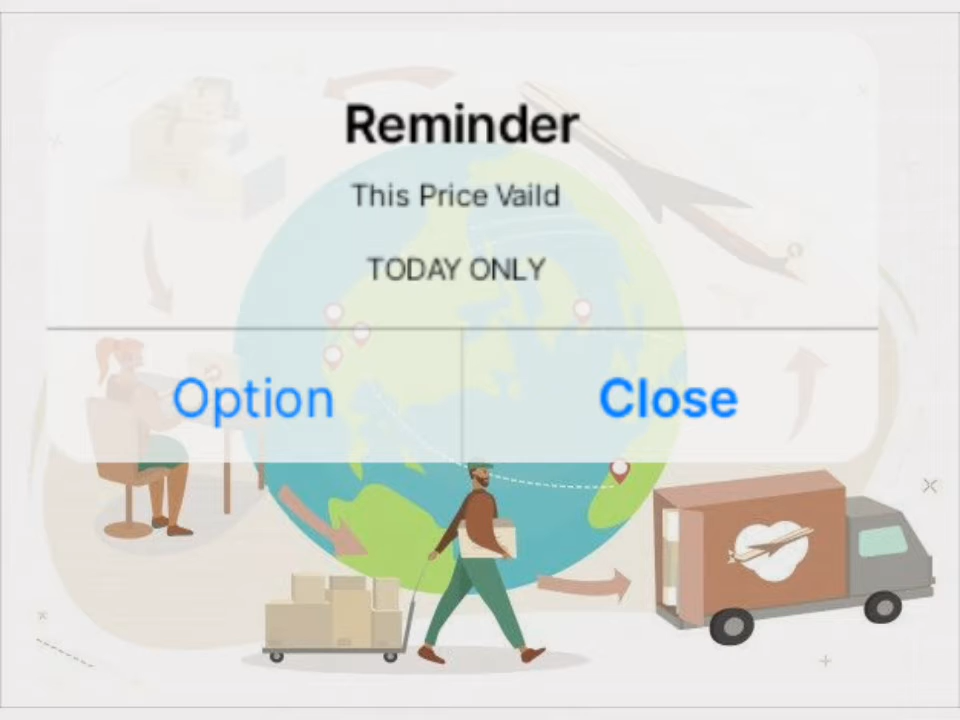 Reminder
This Price Vaild
TODAY ONLY
Option
Close